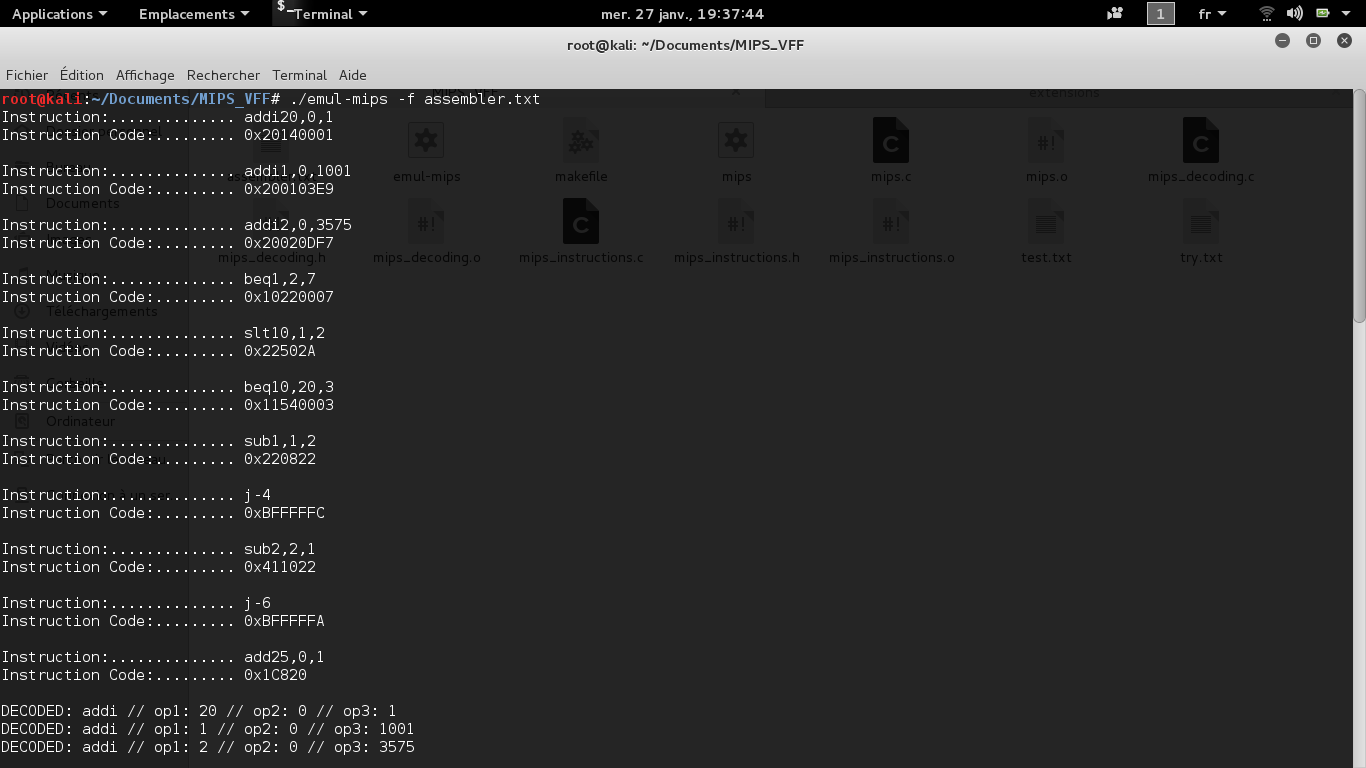 Applications Emplacements $_ Terminal mer. 27 janv., 19:37:44 1 fr
root@kali: ~/Documents/MIPS_VFF
Fichier Édition Affichage Rechercher Terminal Aide
root@kali:~/Documents/MIPS_VFF# ./emul-mips -f assembler.txt
Instruction:.............. addi20,0,1
Instruction Code:......... 0x20140001
Instruction:.............. addi1,0,1001
Instruction Code:......... 0x200103E9
Instruction:.............. addi2,0,3575
Instruction Code:......... 0x20020DF7
Instruction:.............. beq1,2,7
Instruction Code:......... 0x10220007
Instruction:.............. slt10,1,2
Instruction Code:......... 0x22502A
Instruction:.............. beq10,20,3
Instruction Code:......... 0x11540003
Instruction:.............. sub1,1,2
Instruction Code:......... 0x220822
Instruction:.............. j-4
Instruction Code:......... 0xBFFFFFC
Instruction:.............. sub2,2,1
Instruction Code:......... 0x411022
Instruction:.............. j-6
Instruction Code:......... 0xBFFFFFA
Instruction:.............. add25,0,1
Instruction Code:......... 0x1C820
DECODED: addi // op1: 20 // op2: 0 // op3: 1
DECODED: addi // op1: 1 // op2: 0 // op3: 1001
DECODED: addi // op1: 2 // op2: 0 // op3: 3575
extensions
emul-mips makefile mips mips.c mips.o mips_decoding.c
Documents
mips_decoding.h mips_decoding.o mips_instructions.c mips_instructions.h mips_instructions.o test.txt try.txt
Téléchargements
Ordinateur